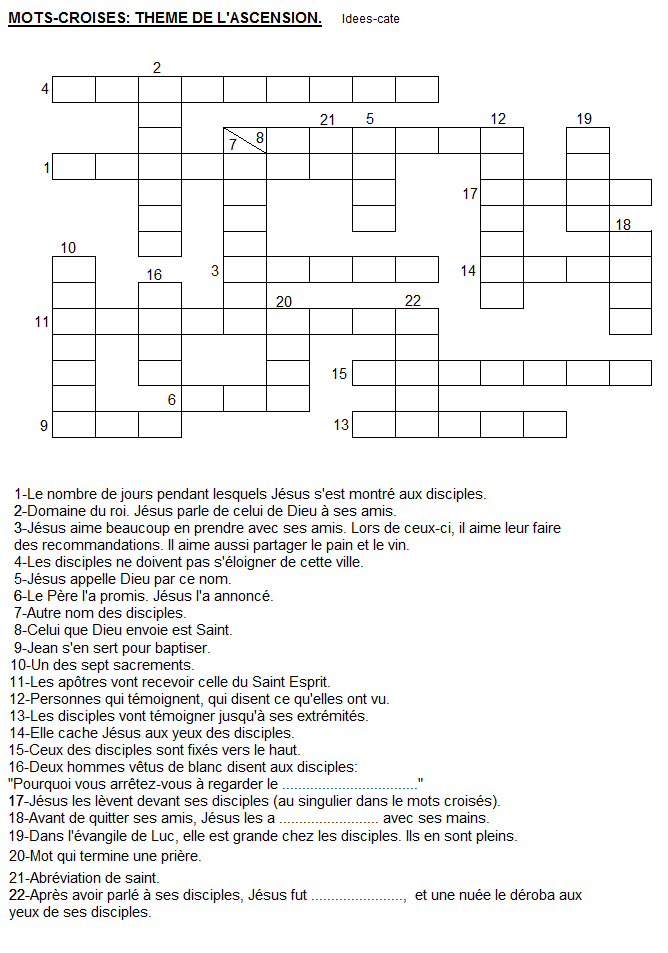 MOTS-CROISES: THEME DE L'ASCENSION. Idees-cate
2
4
21 5 12 19
7 8
1
17
18
10
16 3 14
20 22
11
15
6
9 13
1-Le nombre de jours pendant lesquels Jésus s'est montré aux disciples.
2-Domaine du roi. Jésus parle de celui de Dieu à ses amis.
3-Jésus aime beaucoup en prendre avec ses amis. Lors de ceux-ci, il aime leur faire
des recommandations. Il aime aussi partager le pain et le vin.
4-Les disciples ne doivent pas s'éloigner de cette ville.
5-Jésus appelle Dieu par ce nom.
6-Le Père l'a promis. Jésus l'a annoncé.
7-Autre nom des disciples.
8-Celui que Dieu envoie est Saint.
9-Jean s'en sert pour baptiser.
10-Un des sept sacrements.
11-Les apôtres vont recevoir celle du Saint Esprit.
12-Personnes qui témoignent, qui disent ce qu'elles ont vu.
13-Les disciples vont témoigner jusqu'à ses extrémités.
14-Elle cache Jésus aux yeux des disciples.
15-Ceux des disciples sont fixés vers le haut.
16-Deux hommes vêtus de blanc disent aux disciples:
"Pourquoi vous arrêtez-vous à regarder le .................................."
17-Jésus les lèvent devant ses disciples (au singulier dans le mots croisés).
18-Avant de quitter ses amis, Jésus les a ......................... avec ses mains.
19-Dans l'évangile de Luc, elle est grande chez les disciples. Ils en sont pleins.
20-Mot qui termine une prière.
21-Abréviation de saint.
22-Après avoir parlé à ses disciples, Jésus fut ......................., et une nuée le déroba aux
yeux de ses disciples.